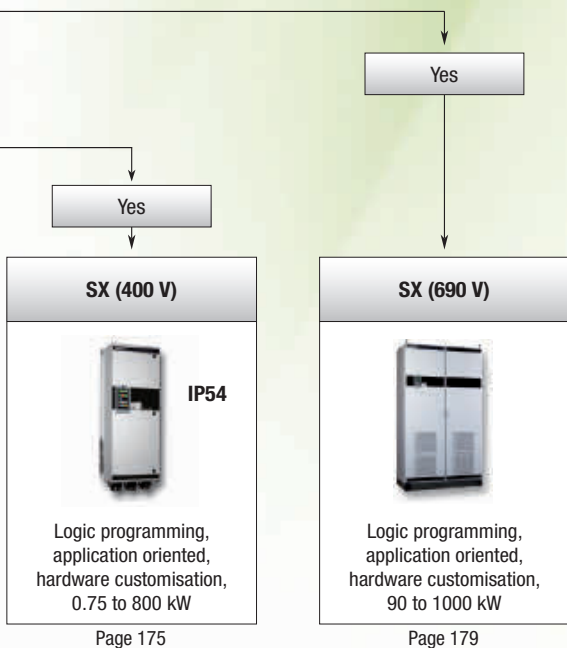 Yes
Yes
SX (400 V)
IP54
Logic programming,
application oriented,
hardware customisation,
0.75 to 800 kW
Page 175
SX (690 V)
Logic programming,
application oriented,
hardware customisation,
90 to 1000 kW
Page 179